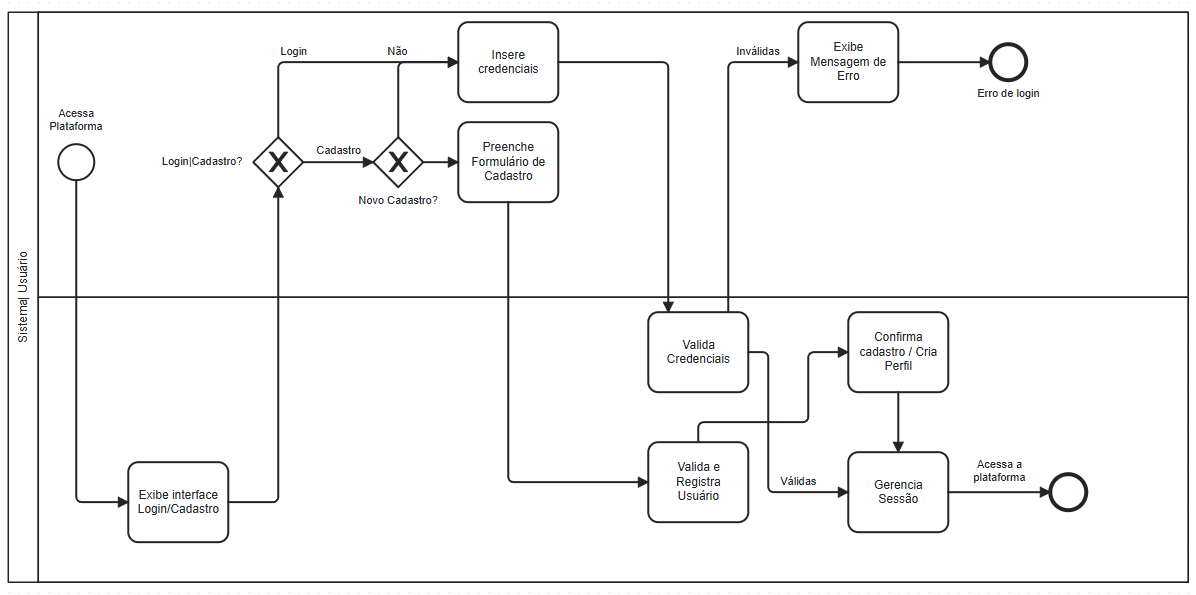 Sistema| Usuário
Acessa
Plataforma
Login|Cadastro?
Login
Cadastro
Não
Novo Cadastro?
Insere
credenciais
Preenche
Formulário de
Cadastro
Inválidas
Exibe
Mensagem de
Erro
Erro de login
Exibe interface
Login/Cadastro
Valida
Credenciais
Valida e
Registra
Usuário
Válidas
Confirma
cadastro / Cria
Perfil
Gerencia
Sessão
Acessa a
plataforma